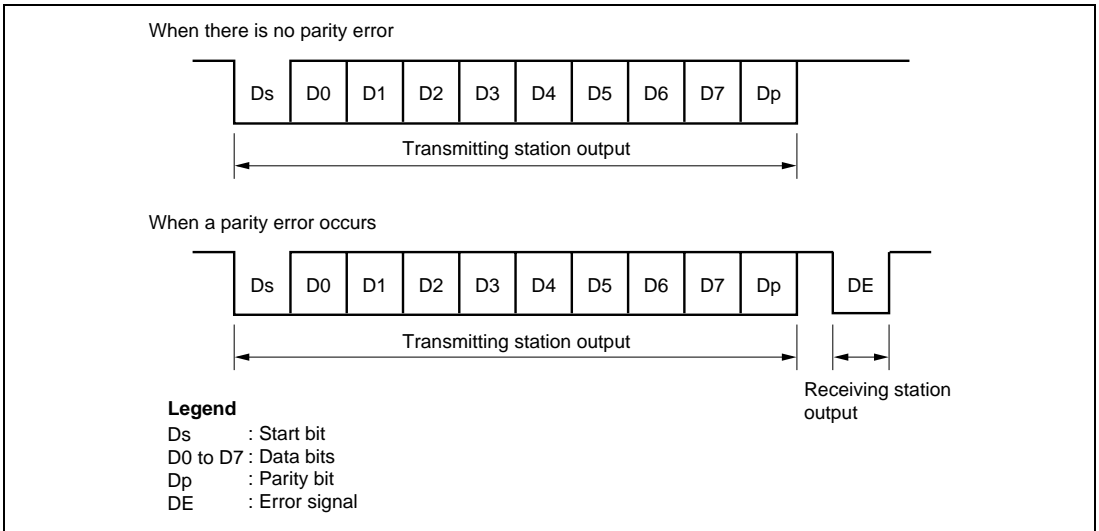 When there is no parity error
Ds D0 D1 D2 D3 D4 D5 D6 D7 Dp
Transmitting station output
When a parity error occurs
Ds D0 D1 D2 D3 D4 D5 D6 D7 Dp DE
Transmitting station output
Receiving station
output
Legend
Ds : Start bit
D0 to D7 : Data bits
Dp : Parity bit
DE : Error signal